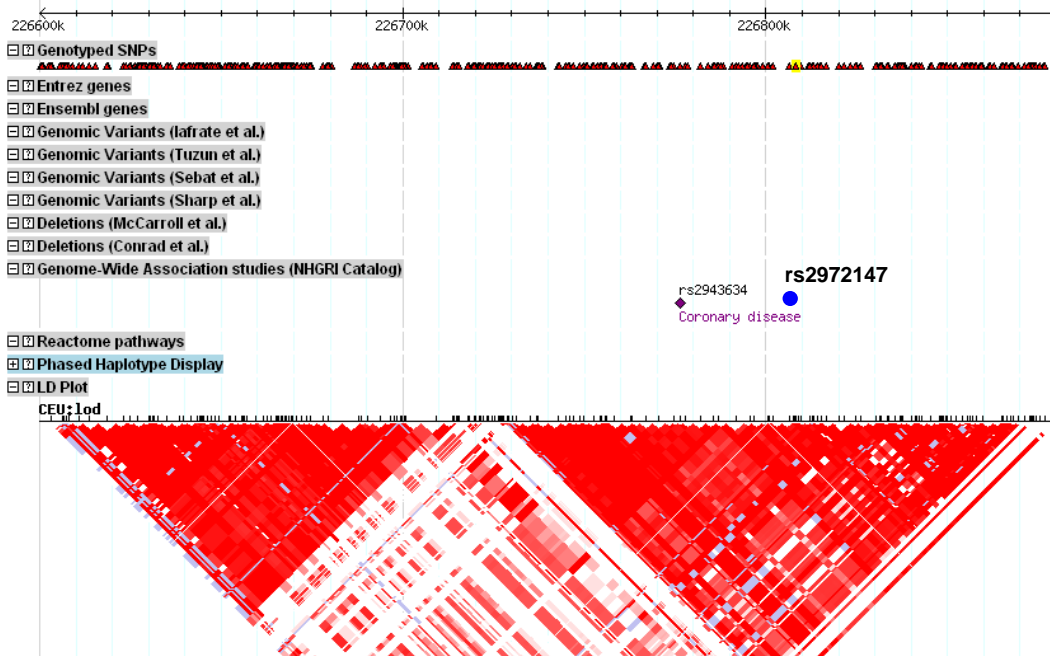 226600k 226700k 226800k
Genotyped SNPs
Entrez genes
Ensembl genes
Genomic Variants (Iafrate et al.)
Genomic Variants (Tuzun et al.)
Genomic Variants (Sebat et al.)
Genomic Variants (Sharp et al.)
Deletions (McCarroll et al.)
Deletions (Conrad et al.)
Genome-Wide Association studies (NHGRI Catalog)
rs2972147
rs2943634
Coronary disease
Reactome pathways
Phased Haplotype Display
LD Plot
CEU:lod